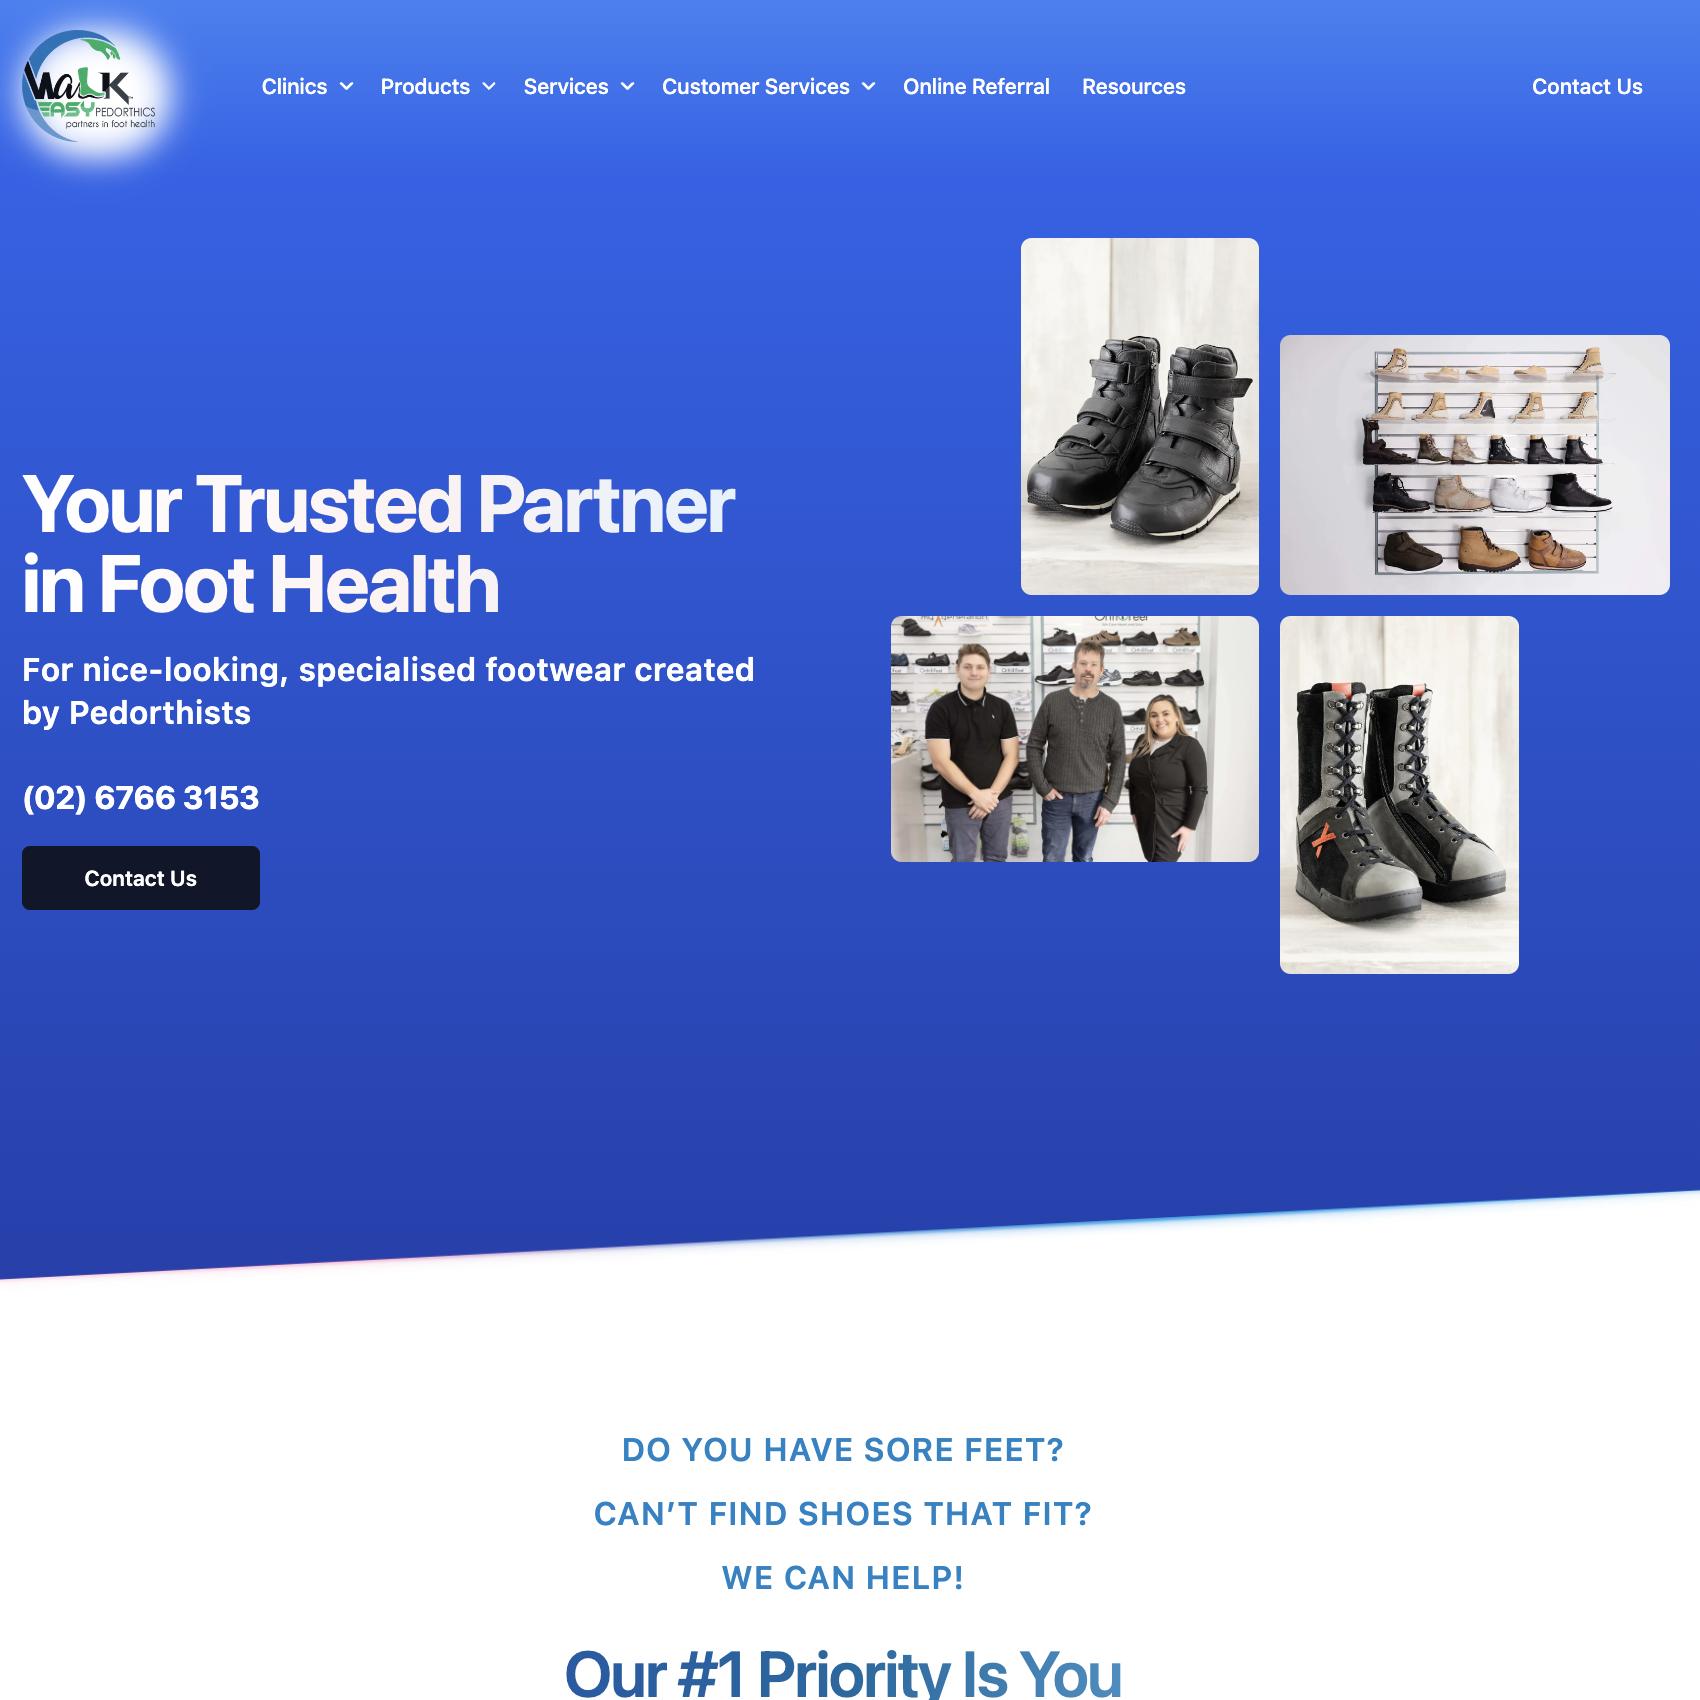 Walk
EASY PEDORTHICS
partners in foot health
Clinics
Products
Services
Customer Services
Online Referral
Resources
Contact Us
Your Trusted Partner
in Foot Health
For nice-looking, specialised footwear created
by Pedorthists
(02) 6766 3153
Contact Us
DO YOU HAVE SORE FEET?
CAN’T FIND SHOES THAT FIT?
WE CAN HELP!
Our #1 Priority Is You